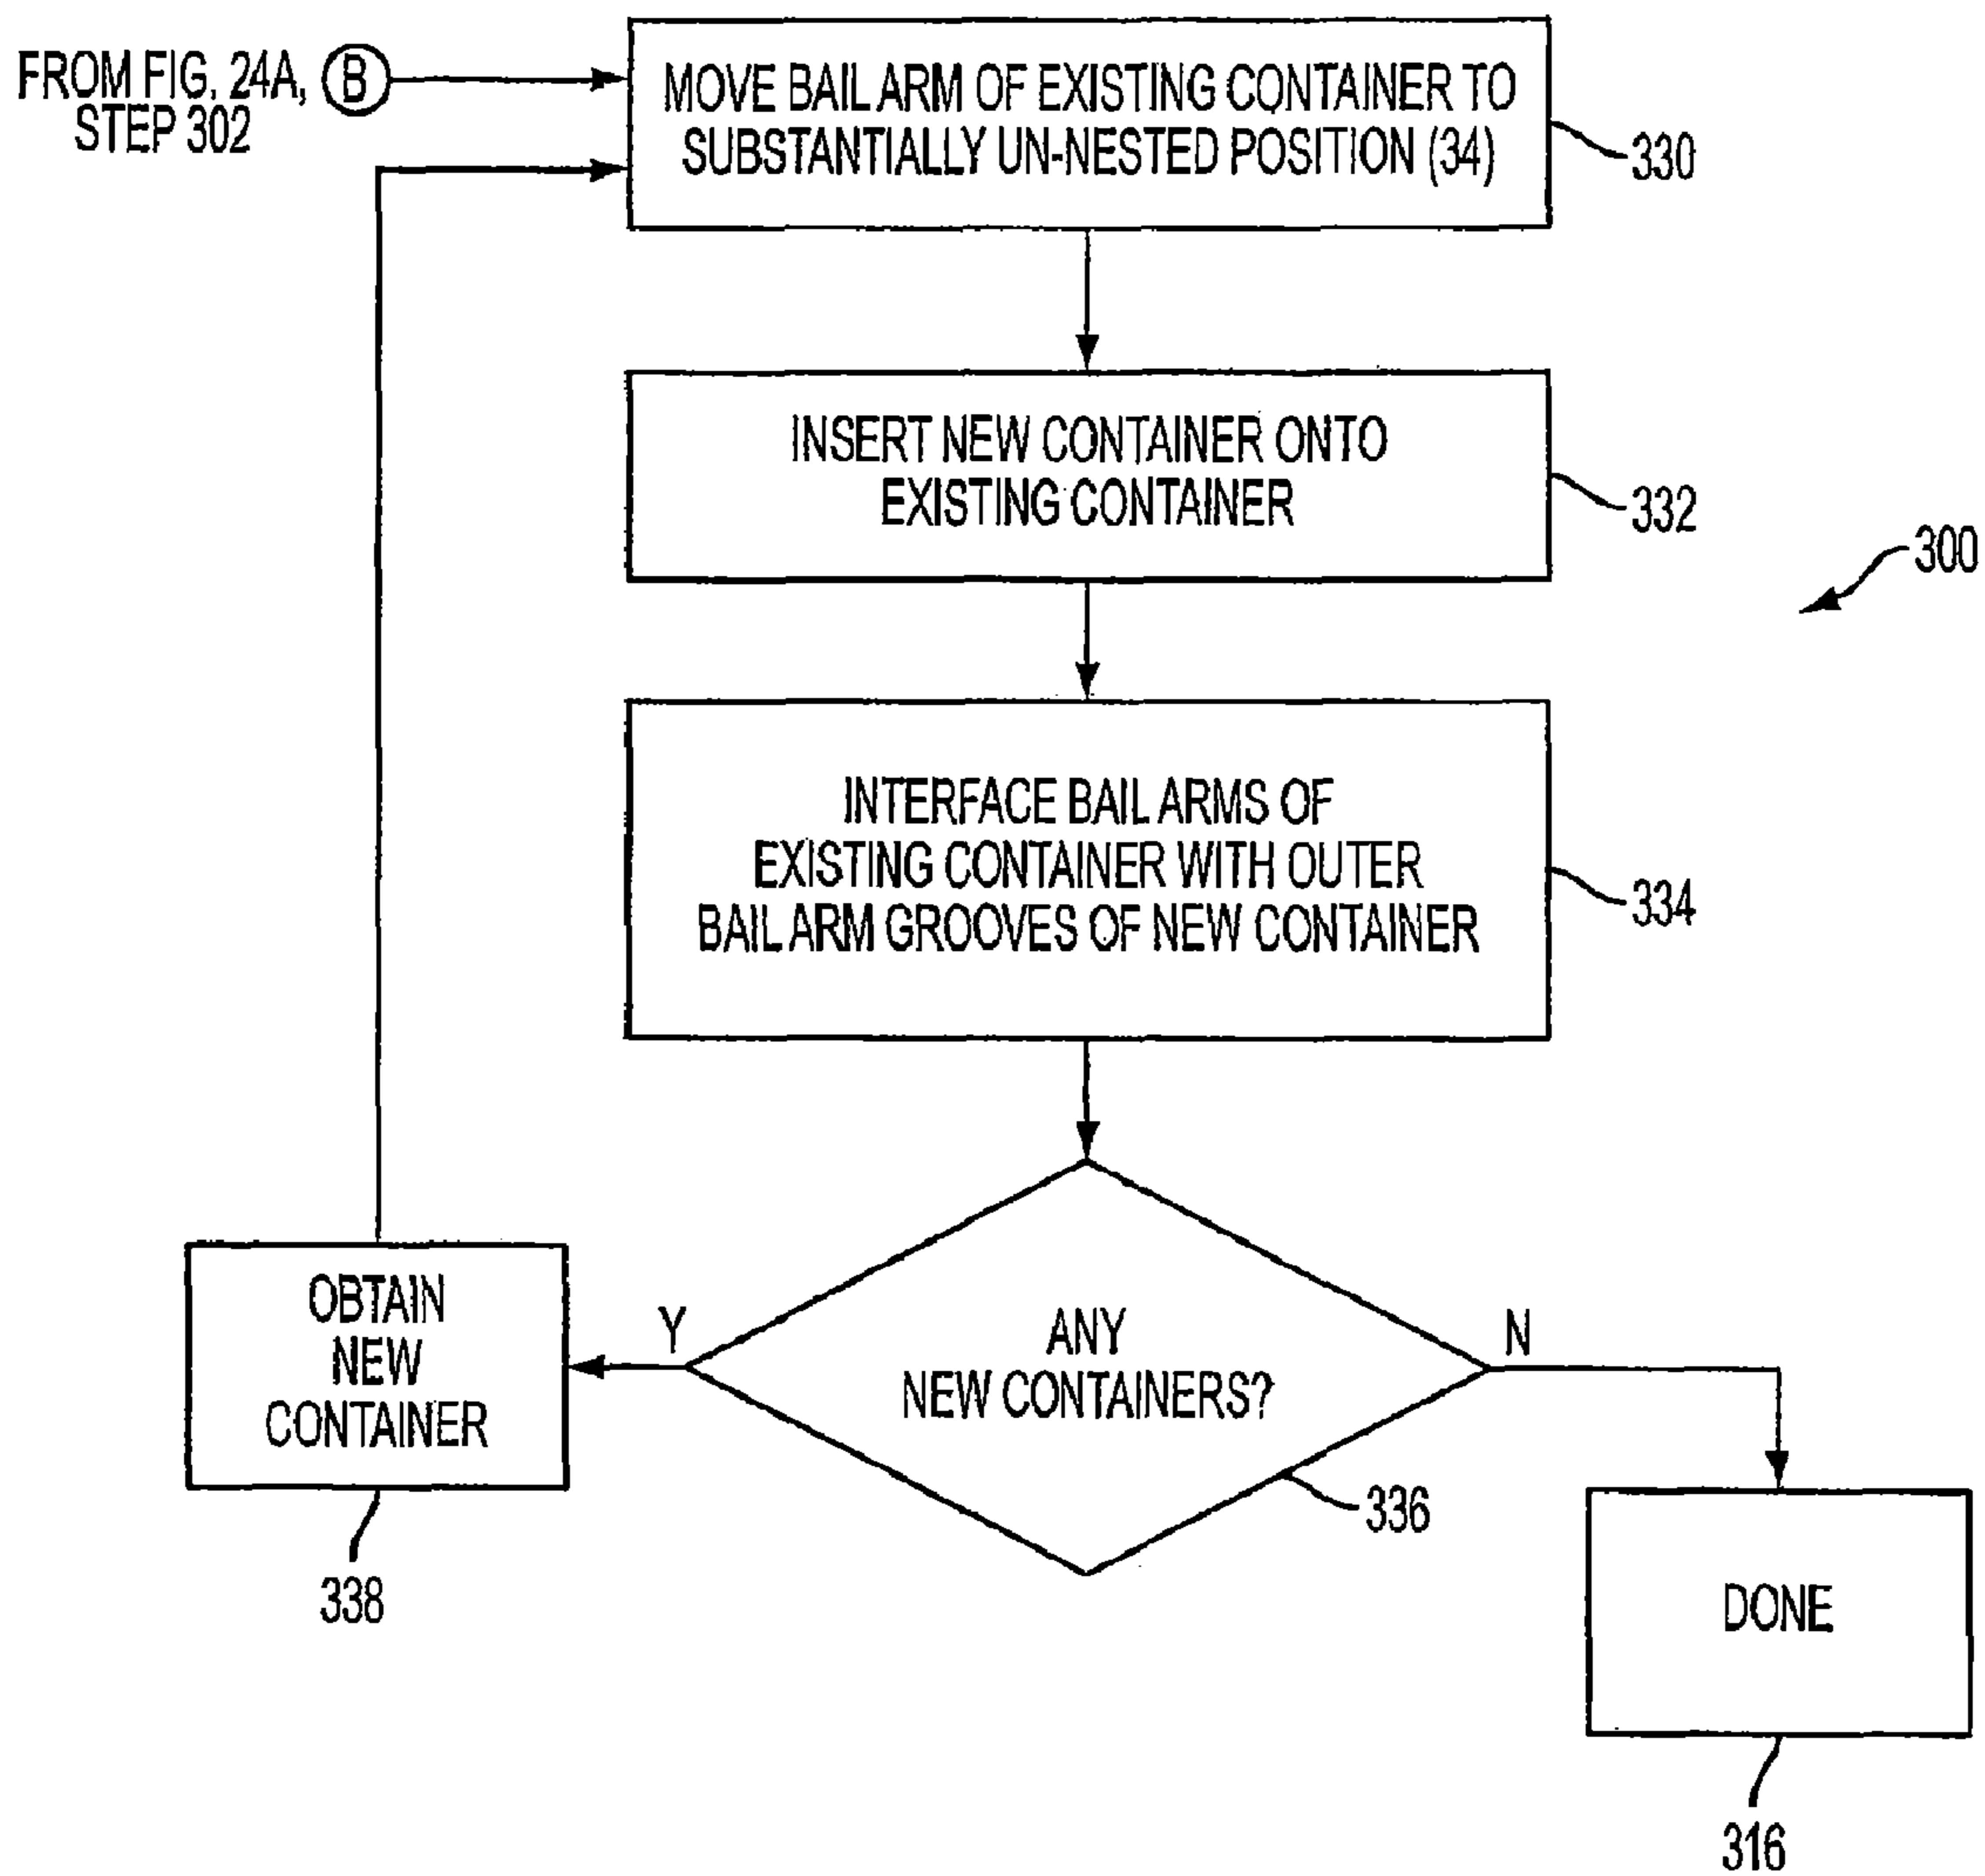 FROM FIG. 24A,
STEP 302
B
MOVE BAIL ARM OF EXISTING CONTAINER TO
SUBSTANTIALLY UN-NESTED POSITION (34)
330
INSERT NEW CONTAINER ONTO
EXISTING CONTAINER
332
300
INTERFACE BAIL ARMS OF
EXISTING CONTAINER WITH OUTER
BAIL ARM GROOVES OF NEW CONTAINER
334
ANY
NEW CONTAINERS?
336
Y
N
OBTAIN
NEW
CONTAINER
338
DONE
316